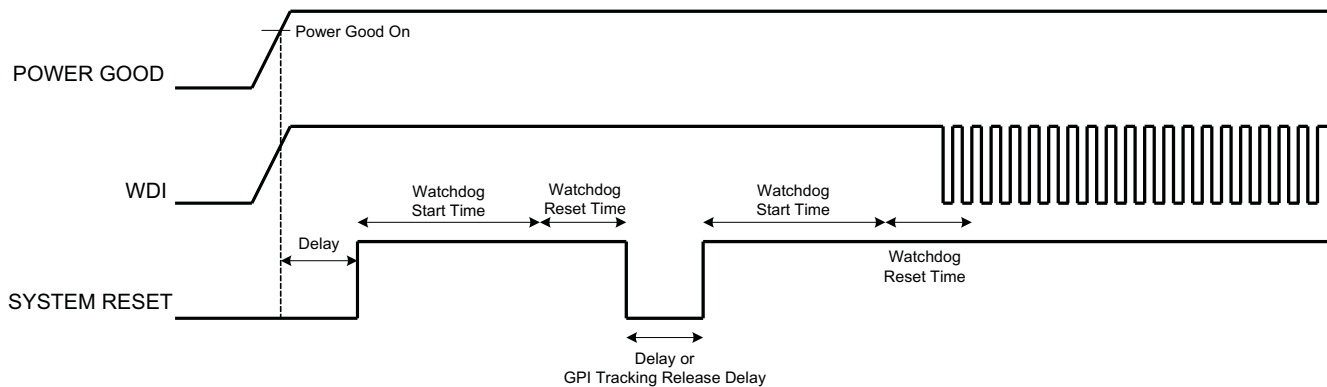 Power Good On
POWER GOOD
WDI
Watchdog
Start Time
Watchdog
Reset Time
Watchdog
Start Time
Delay
Watchdog
Reset Time
SYSTEM RESET
Delay or
GPI Tracking Release Delay